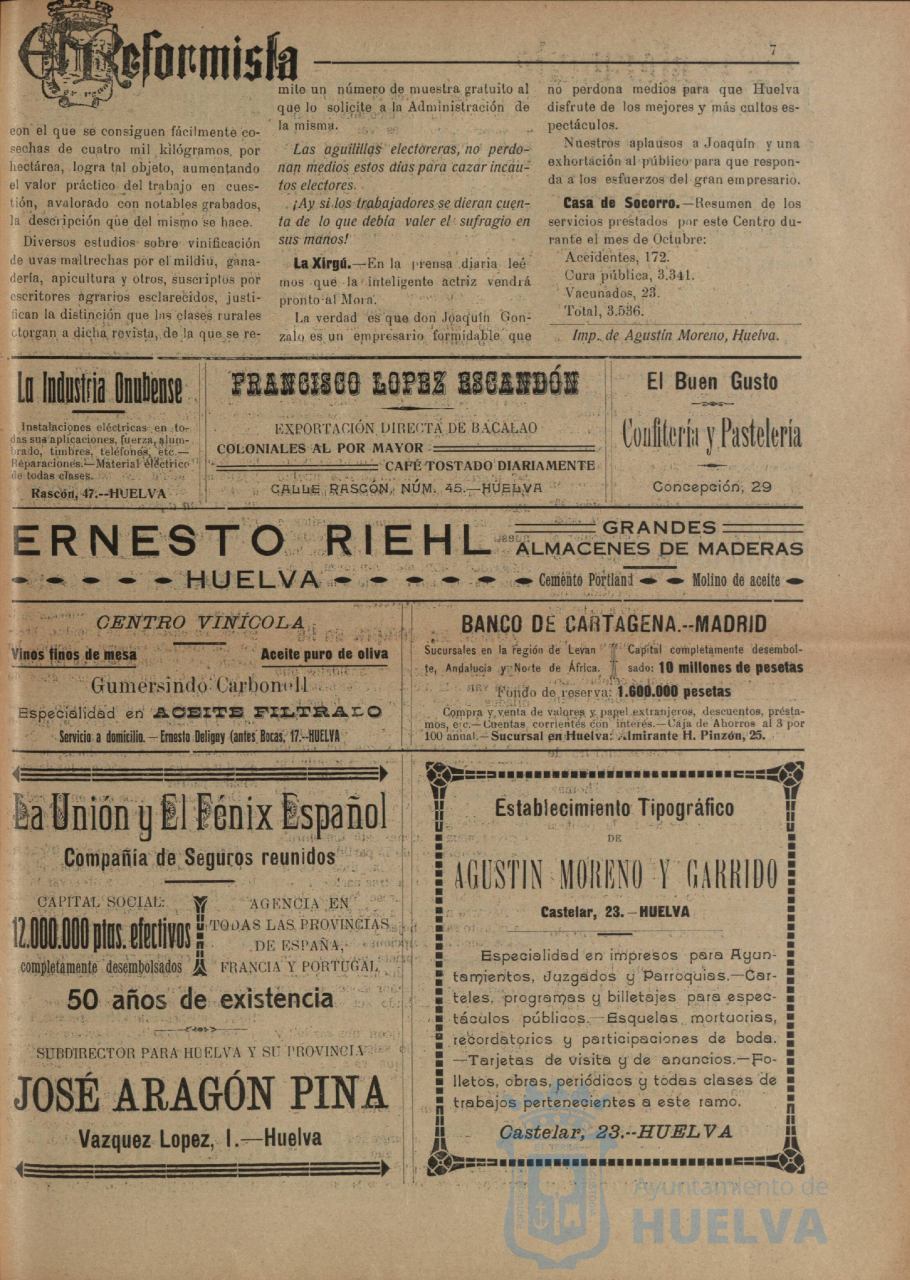 El Reformista
7
con el que se consiguen fácilmente co-
sechas de cuatro mil kilógramos, por
hectárea, logra tal objeto, aumentando
el valor práctico del trabajo en cues-
tión, avalorado con notables grabados,
la descripción que del mismo se hace.
Diversos estudios sobre vinificación
de uvas maltrechas por el mildiu, gana-
dería, apicultura y otros, suscriptos por
escritores agrarios esclarecidos, justi-
fican la distinción que las clases rurales
otorgan a dicha revista, de la que se re-
mite un número de muestra gratuito al
que lo solicite a la Administración de
la misma.
Las aguilillas electoreras, no perdo-
nan medios estos días para cazar incau-
tos electores.
¡Ay si los trabajadores se dieran cuen-
ta de lo que debía valer el sufragio en
sus manos!
La Xirgú.—En la prensa diaria leé
mos que la inteligente actriz vendrá
pronto al Mora.
La verdad es que don Joaquín Gon-
zalo es un empresario formidable que
no perdona medios para que Huelva
disfrute de los mejores y más cultos es-
pectáculos.
Nuestros aplausos a Joaquín y una
exhortación al público para que respon-
da a los esfuerzos del gran empresario.
Casa de Socorro.—Resumen de los
servicios prestados por este Centro du-
rante el mes de Octubre:
Accidentes, 172.
Cura pública, 3.341.
Vacunados, 23.
Total, 3.536.
Imp. de Agustín Moreno, Huelva.
La Industria Onubense
Instalaciones eléctricas en to-
das sus aplicaciones, fuerza, alum-
brado, timbres, teléfonos, etc.—
Reparaciones.—Material eléctrico
de todas clases.
Rascón, 47.--HUELVA
FRANCISCO LOPEZ ESCANDÓN
EXPORTACIÓN DIRECTA DE BACALAO
COLONIALES AL POR MAYOR
CAFÉ TOSTADO DIARIAMENTE
CALLE RASCÓN, NÚM. 45.—HUELVA
El Buen Gusto
Confitería y Pastelería
Concepción, 29
ERNESTO RIEHL
GRANDES
ALMACENES DE MADERAS
HUELVA
Cemento Portland
Molino de aceite
CENTRO VINÍCOLA
Vinos finos de mesa
Aceite puro de oliva
Gumersindo Carbonell
Especialidad en ACEITE FILTRADO
Servicio a domicilio. - Ernesto Deligny (antes Bocas, 17.--HUELVA
BANCO DE CARTAGENA.--MADRID
Sucursales en la región de Levan
te, Andalucia y Norte de África.
Capital completamente desembol-
sado: 10 millones de pesetas
Fondo de reserva: 1.600.000 pesetas
Compra y venta de valores y papel extranjeros, descuentos, présta-
mos, etc.—Cuentas corrientes con interés.—Caja de Ahorros al 3 por
100 anual.—Sucursal en Huelva: Almirante H. Pinzón, 25.
La Unión y El Fénix Español
Compañía de Seguros reunidos
CAPITAL SOCIAL:
12.000.000 ptas. efectivos
completamente desembolsados
AGENCIA EN
TODAS LAS PROVINCIAS
DE ESPAÑA,
FRANCIA Y PORTUGAL
50 años de existencia
SUBDIRECTOR PARA HUELVA Y SU PROVINCIA
JOSÉ ARAGÓN PINA
Vazquez Lopez, 1.—Huelva
Establecimiento Tipográfico
DE
AGUSTIN MORENO Y GARRIDO
Castelar, 23. - HUELVA
Especialidad en impresos para Ayun-
tamientos, Juzgados y Parroquias.—Car-
teles, programas y billetajes para espec-
táculos públicos.—Esquelas mortuorias,
recordatorios y participaciones de boda.
—Tarjetas de visita y de anuncios.—Fo-
lletos, obras, periódicos y todas clases de
trabajos pertenecientes a este ramo.
Castelar, 23.--HUELVA
Ayuntamiento de
HUELVA